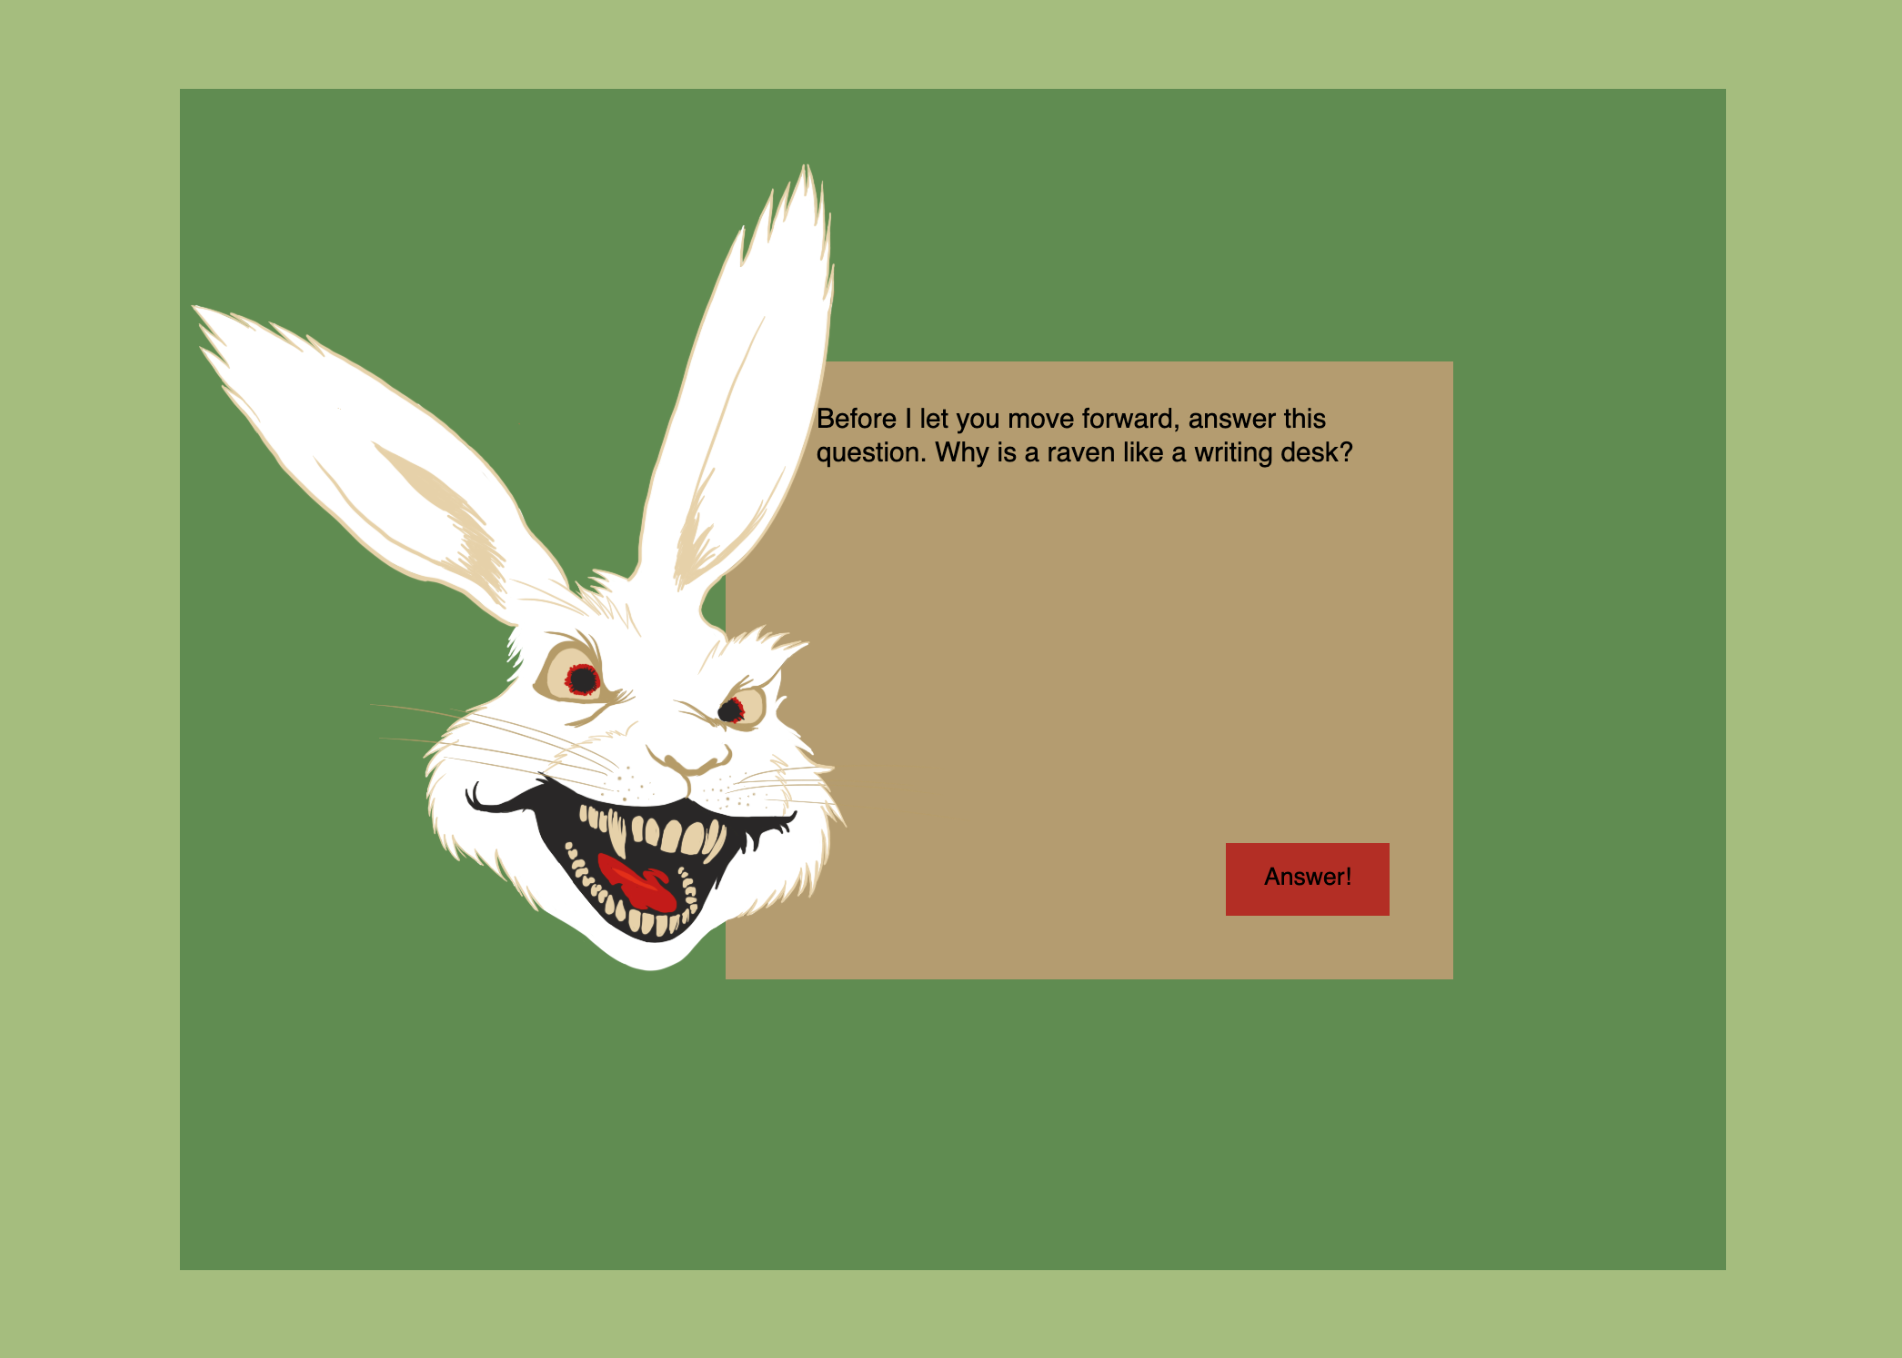 Before I let you move forward, answer this
question. Why is a raven like a writing desk?
Answer!